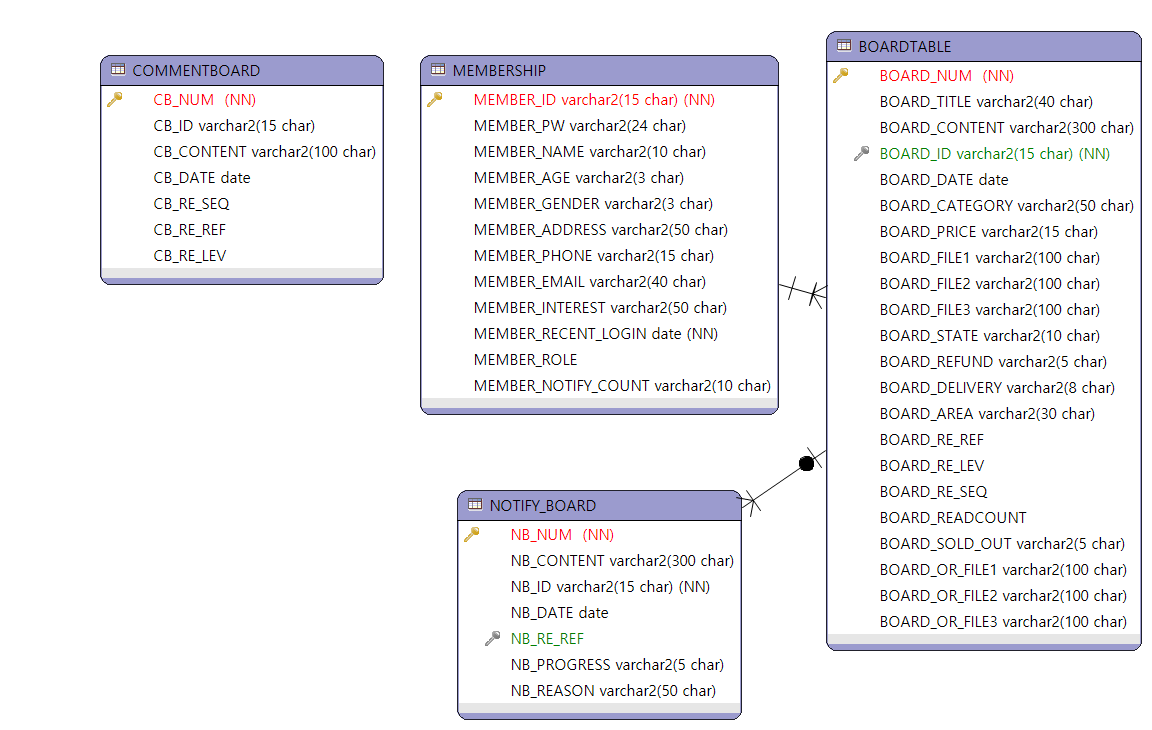 COMMENTBOARD
CB_NUM (NN)
CB_ID varchar2(15 char)
CB_CONTENT varchar2(100 char)
CB_DATE date
CB_RE_SEQ
CB_RE_REF
CB_RE_LEV
MEMBERSHIP
MEMBER_ID varchar2(15 char) (NN)
MEMBER_PW varchar2(24 char)
MEMBER_NAME varchar2(10 char)
MEMBER_AGE varchar2(3 char)
MEMBER_GENDER varchar2(3 char)
MEMBER_ADDRESS varchar2(50 char)
MEMBER_PHONE varchar2(15 char)
MEMBER_EMAIL varchar2(40 char)
MEMBER_INTEREST varchar2(50 char)
MEMBER_RECENT_LOGIN date (NN)
MEMBER_ROLE
MEMBER_NOTIFY_COUNT varchar2(10 char)
BOARDTABLE
BOARD_NUM (NN)
BOARD_TITLE varchar2(40 char)
BOARD_CONTENT varchar2(300 char)
BOARD_ID varchar2(15 char) (NN)
BOARD_DATE date
BOARD_CATEGORY varchar2(50 char)
BOARD_PRICE varchar2(15 char)
BOARD_FILE1 varchar2(100 char)
BOARD_FILE2 varchar2(100 char)
BOARD_FILE3 varchar2(100 char)
BOARD_STATE varchar2(10 char)
BOARD_REFUND varchar2(5 char)
BOARD_DELIVERY varchar2(8 char)
BOARD_AREA varchar2(30 char)
BOARD_RE_REF
BOARD_RE_LEV
BOARD_RE_SEQ
BOARD_READCOUNT
BOARD_SOLD_OUT varchar2(5 char)
BOARD_OR_FILE1 varchar2(100 char)
BOARD_OR_FILE2 varchar2(100 char)
BOARD_OR_FILE3 varchar2(100 char)
NOTIFY_BOARD
NB_NUM (NN)
NB_CONTENT varchar2(300 char)
NB_ID varchar2(15 char) (NN)
NB_DATE date
NB_RE_REF
NB_PROGRESS varchar2(5 char)
NB_REASON varchar2(50 char)